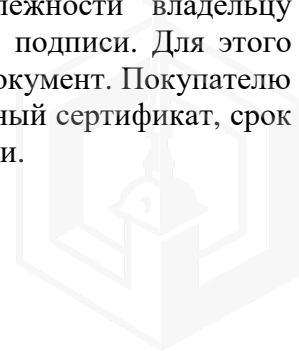 лежности владельцу
подписи. Для этого
окумент. Покупателю
ный сертификат, срок
и.